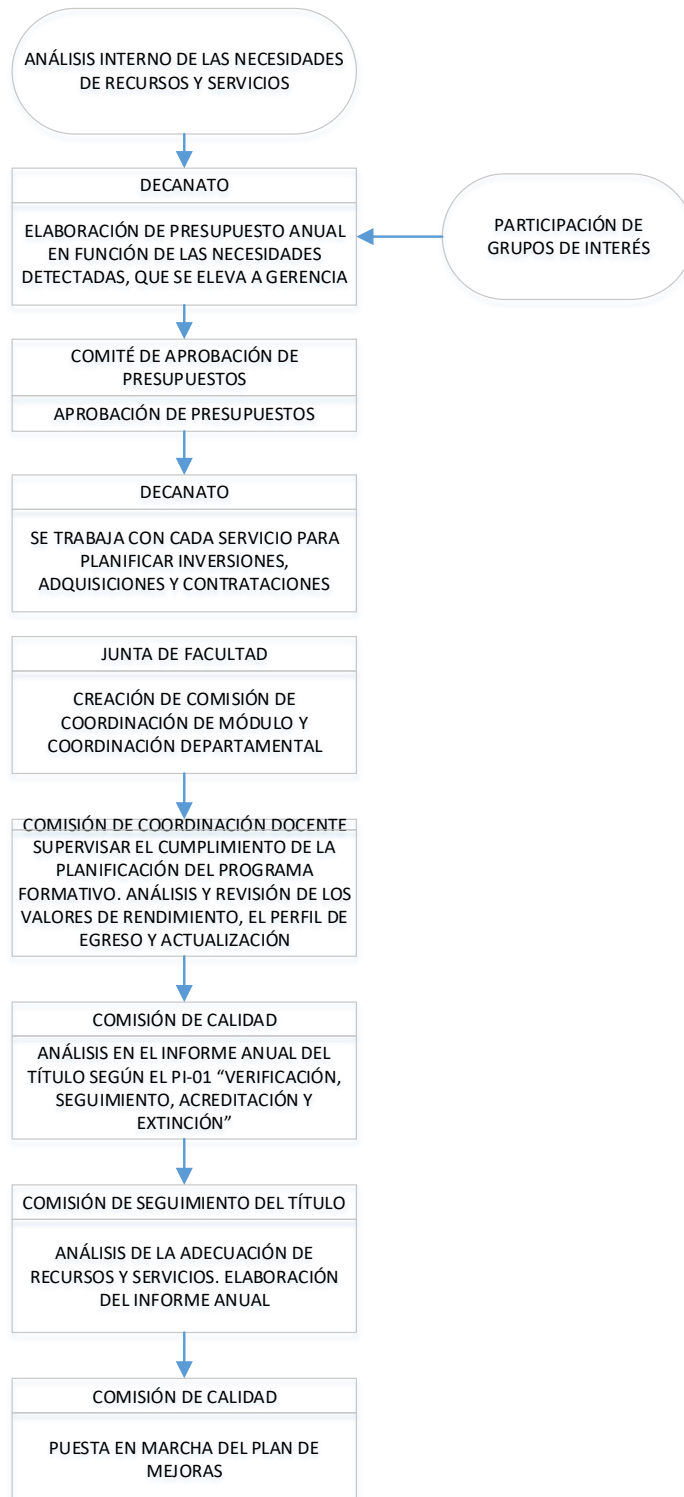 ANÁLISIS INTERNO DE LAS NECESIDADES
DE RECURSOS Y SERVICIOS
DECANATO
ELABORACIÓN DE PRESUPUESTO ANUAL
EN FUNCIÓN DE LAS NECESIDADES
DETECTADAS, QUE SE ELEVA A GERENCIA
PARTICIPACIÓN DE
GRUPOS DE INTERÉS
COMITÉ DE APROBACIÓN DE
PRESUPUESTOS
APROBACIÓN DE PRESUPUESTOS
DECANATO
SE TRABAJA CON CADA SERVICIO PARA
PLANIFICAR INVERSIONES,
ADQUISICIONES Y CONTRATACIONES
JUNTA DE FACULTAD
CREACIÓN DE COMISIÓN DE
COORDINACIÓN DE MÓDULO Y
COORDINACIÓN DEPARTAMENTAL
COMISIÓN DE COORDINACIÓN DOCENTE
SUPERVISAR EL CUMPLIMIENTO DE LA
PLANIFICACIÓN DEL PROGRAMA
FORMATIVO. ANÁLISIS Y REVISIÓN DE LOS
VALORES DE RENDIMIENTO, EL PERFIL DE
EGRESO Y ACTUALIZACIÓN
COMISIÓN DE CALIDAD
ANÁLISIS EN EL INFORME ANUAL DEL
TÍTULO SEGÚN EL PI-01 “VERIFICACIÓN,
SEGUIMIENTO, ACREDITACIÓN Y
EXTINCIÓN”
COMISIÓN DE SEGUIMIENTO DEL TÍTULO
ANÁLISIS DE LA ADECUACIÓN DE
RECURSOS Y SERVICIOS. ELABORACIÓN
DEL INFORME ANUAL
COMISIÓN DE CALIDAD
PUESTA EN MARCHA DEL PLAN DE
MEJORAS